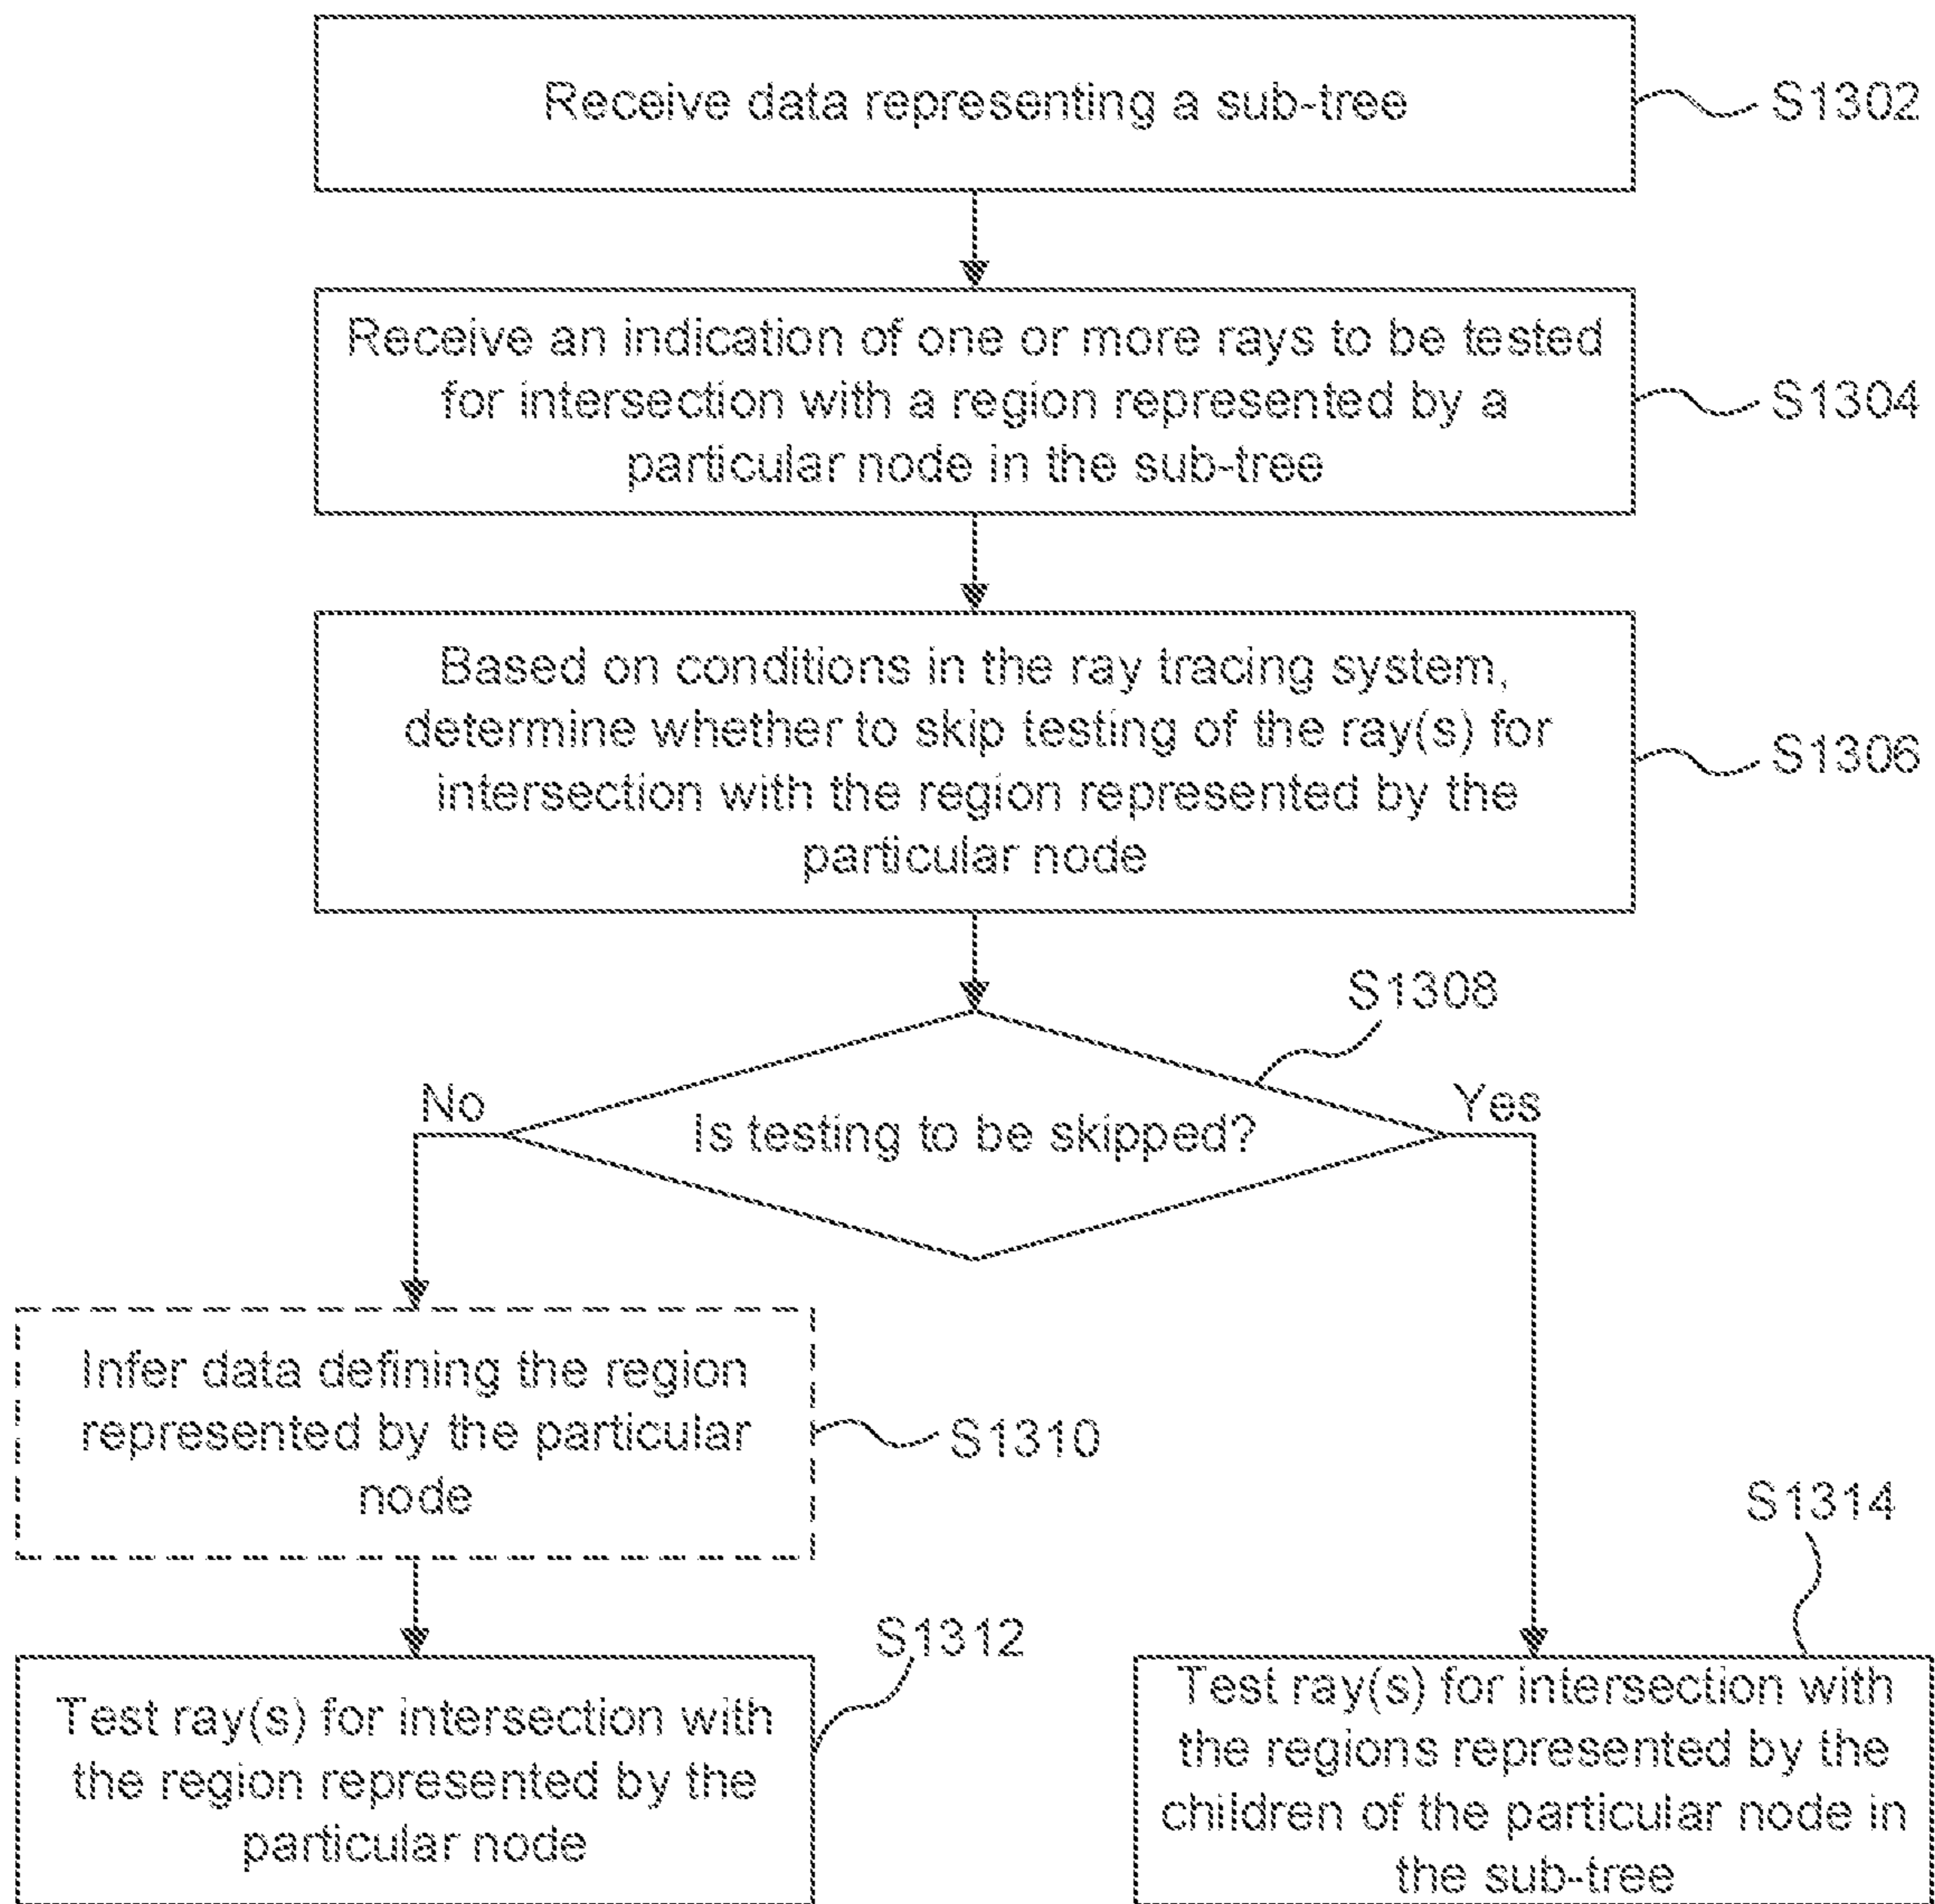 Receive data representing a sub-tree
S1302
Receive an indication of one or more rays to be tested
for intersection with a region represented by a
particular node in the sub-tree
S1304
Based on conditions in the ray tracing system,
determine whether to skip testing of the ray(s) for
intersection with the region represented by the
particular node
S1306
S1308
No
Is testing to be skipped?
Yes
Infer data defining the region
represented by the particular
node
S1310
S1314
S1312
Test ray(s) for intersection with
the region represented by the
particular node
Test ray(s) for intersection with
the regions represented by the
children of the particular node in
the sub-tree